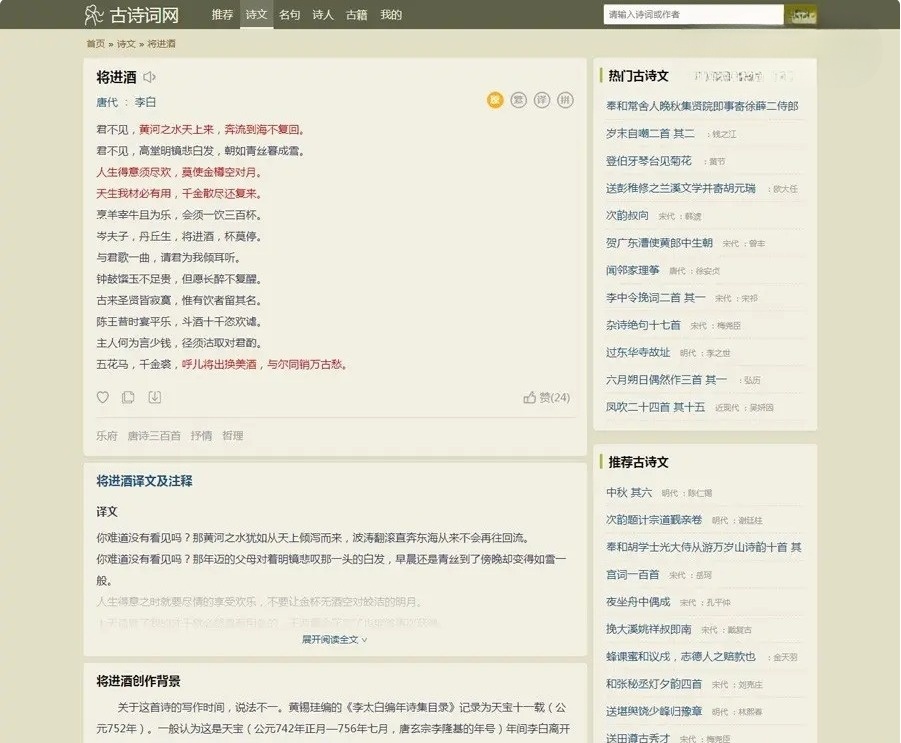 古诗词网
推荐 诗文 名句 诗人 古籍 我的
请输入诗词或作者
首页 » 诗文 » 将进酒
将进酒
唐代 : 李白
意 译 拼
君不见，黄河之水天上来，奔流到海不复回。
君不见，高堂明镜悲白发，朝如青丝暮成雪。
人生得意须尽欢，莫使金樽空对月。
天生我材必有用，千金散尽还复来。
烹羊宰牛且为乐，会须一饮三百杯。
岑夫子，丹丘生，将进酒，杯莫停。
与君歌一曲，请君为我倾耳听。
钟鼓馔玉不足贵，但愿长醉不复醒。
古来圣贤皆寂寞，惟有饮者留其名。
陈王昔时宴平乐，斗酒十千恣欢谑。
主人何为言少钱，径须沽取对君酌。
五花马，千金裘，呼儿将出换美酒，与尔同销万古愁。
赞(24)
乐府 唐诗三百首 抒情 哲理
将进酒译文及注释
译文
你难道没有看见吗？那黄河之水犹如从天上倾泻而来，波涛翻滚直奔东海从来不会再往回流。
你难道没有看见吗？那年迈的父母对着明镜悲叹那一头的白发，早晨还是青丝到了傍晚却变得如雪一
般。
人生得意之时就要尽情的享受欢乐，不要让金杯无酒空对皎洁的明月。
展开阅读全文
将进酒创作背景
关于这首诗的写作时间，说法不一。黄锡珪编的《李太白编年诗集目录》记录为天宝十一载（公
元752年）。一般认为这是天宝（公元742年正月—756年七月，唐玄宗李隆基的年号）年间李白离开
热门古诗文
奉和常舍人晚秋集贤院即事寄徐薛二侍郎
岁末自嘲二首 其二 : 钱之江
登伯牙琴台见菊花 : 黄节
送彭稚修之兰溪文学并寄胡元瑞 : 欧大任
次韵叔向 宋代 : 韩淲
贺广东漕使黄郎中生朝 宋代 : 曾丰
闻邻家理筝 唐代 : 徐安贞
李中令挽词二首 其一 宋代 : 宋祁
杂诗绝句十七首 宋代 : 梅尧臣
过东华寺故址 明代 : 李之世
六月朔日偶然作三首 其一 : 弘历
凤吹二十四首 其十五 近现代 : 吴妍因
推荐古诗文
中秋 其六 明代 : 陈仁锡
次韵题计宗道觐亲卷 明代 : 谢廷柱
奉和胡学士光大侍从游万岁山诗韵十首 其
宫词一百首 宋代 : 岳珂
夜坐舟中偶成 宋代 : 孔平仲
挽大溪姚祥叔即南 宋代 : 戴复古
蜂课蜜和议戍，志德人之赔款也 : 金天羽
和张秘丞灯夕韵四首 宋代 : 刘克庄
送堪舆饶少峰归豫章 明代 : 林熙春
送田遵古秀才 宋代 : 梅尧臣